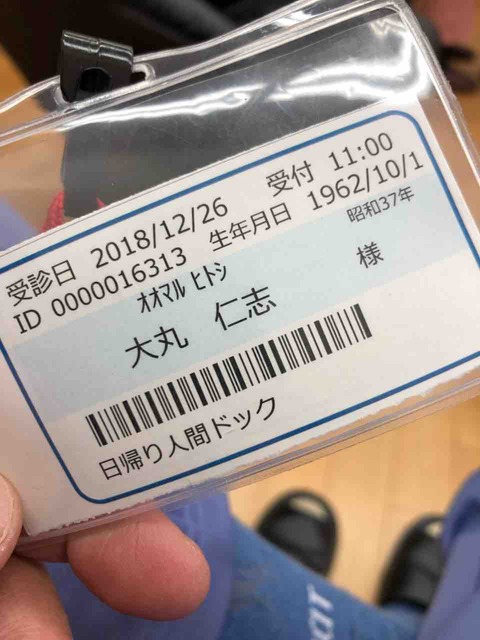 受診日 2018/12/26 受付 11:00
ID 0000016313 生年月日 1962/10/1
昭和37年
オオマル ヒトシ
大丸 仁志 様
日帰り人間ドック